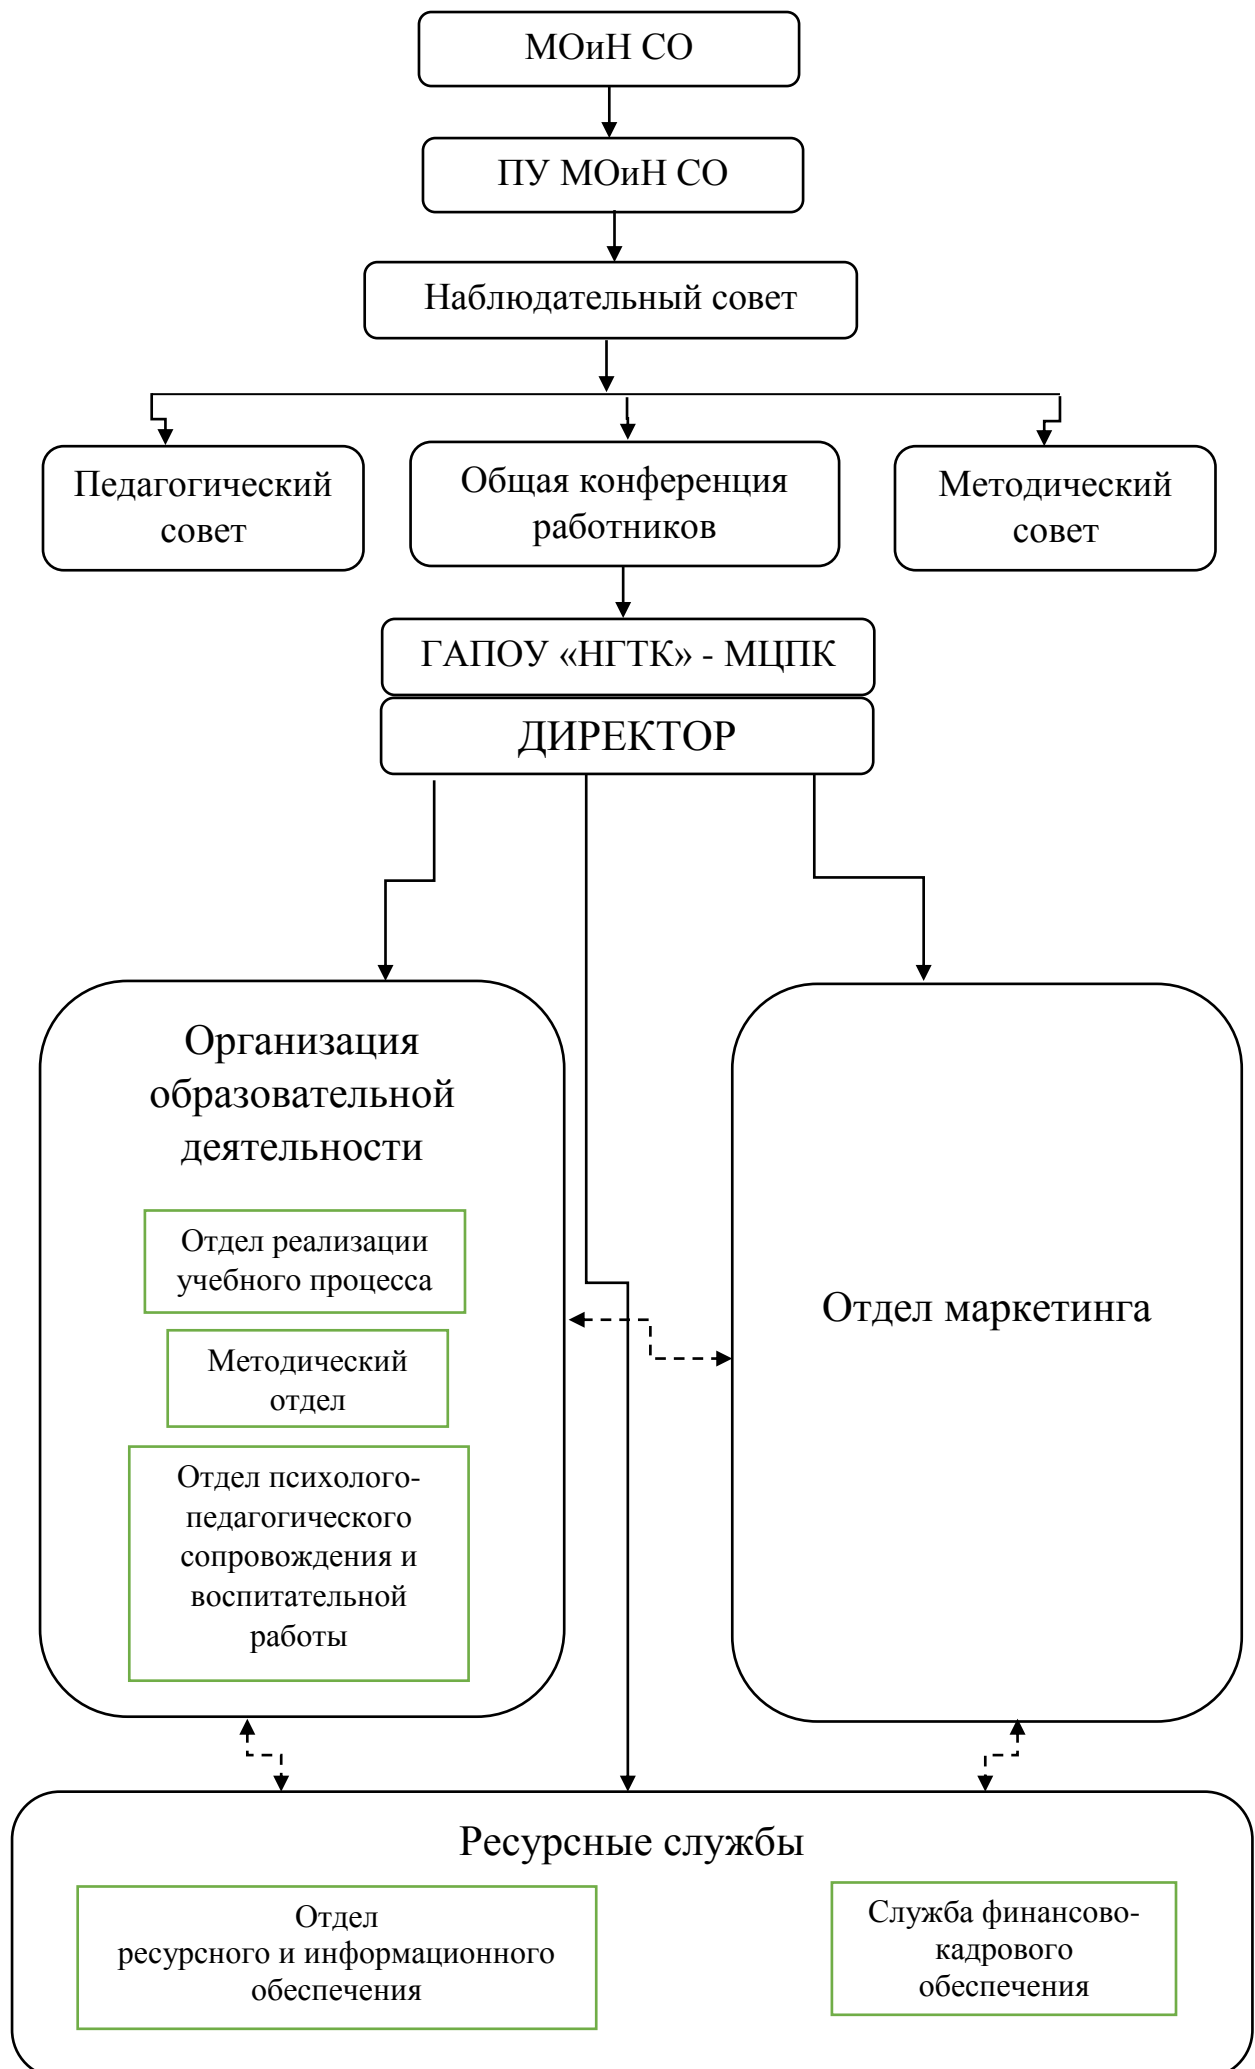 МОиН СО
ПУ МОиН СО
Наблюдательный совет
Педагогический
совет
Общая конференция
работников
Методический
совет
ГАПОУ «НГТК» - МЦПК
ДИРЕКТОР
Организация
образовательной
деятельности
Отдел реализации
учебного процесса
Методический
отдел
Отдел психолого-
педагогического
сопровождения и
воспитательной
работы
Отдел маркетинга
Ресурсные службы
Отдел
ресурсного и информационного
обеспечения
Служба финансово-
кадрового
обеспечения